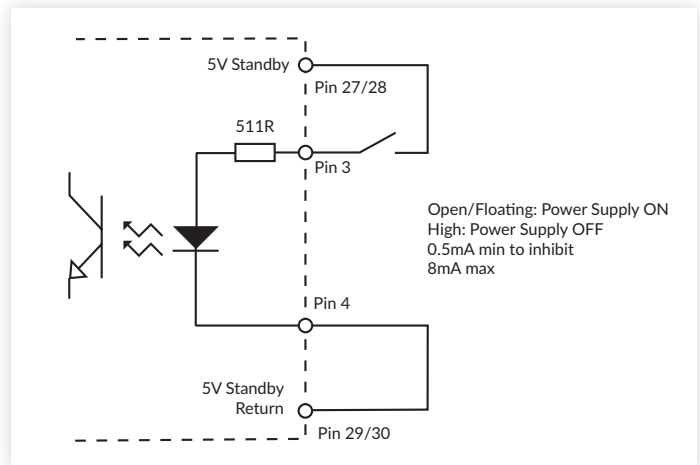 5V Standby
Pin 27/28
511R
Pin 3
Open/Floating: Power Supply ON
High: Power Supply OFF
0.5mA min to inhibit
8mA max
Pin 4
5V Standby
Return
Pin 29/30